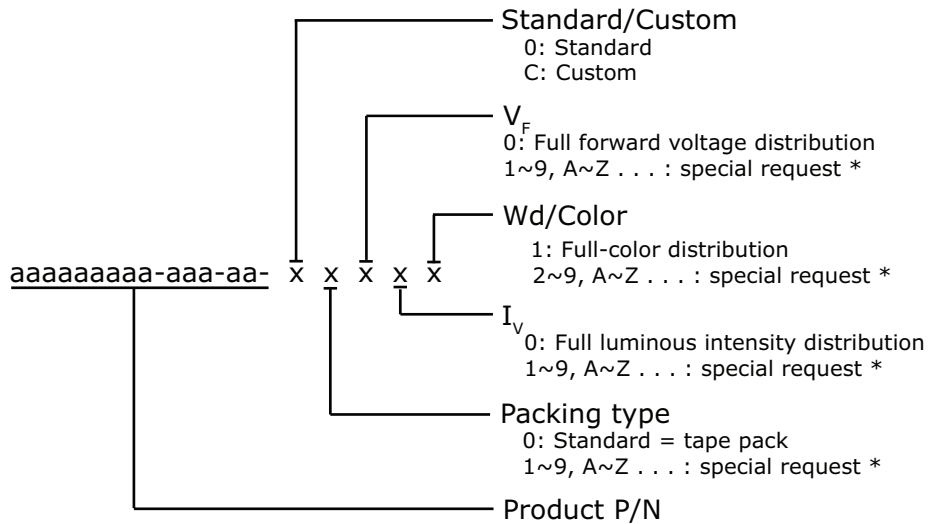 Standard/Custom
0: Standard
C: Custom
VF
0: Full forward voltage distribution
1~9, A~Z . . . : special request *
Wd/Color
1: Full-color distribution
2~9, A~Z . . . : special request *
aaaaaaaaa-aaa-aa- x x x x x
IV
0: Full luminous intensity distribution
1~9, A~Z . . . : special request *
Packing type
0: Standard = tape pack
1~9, A~Z . . . : special request *
Product P/N